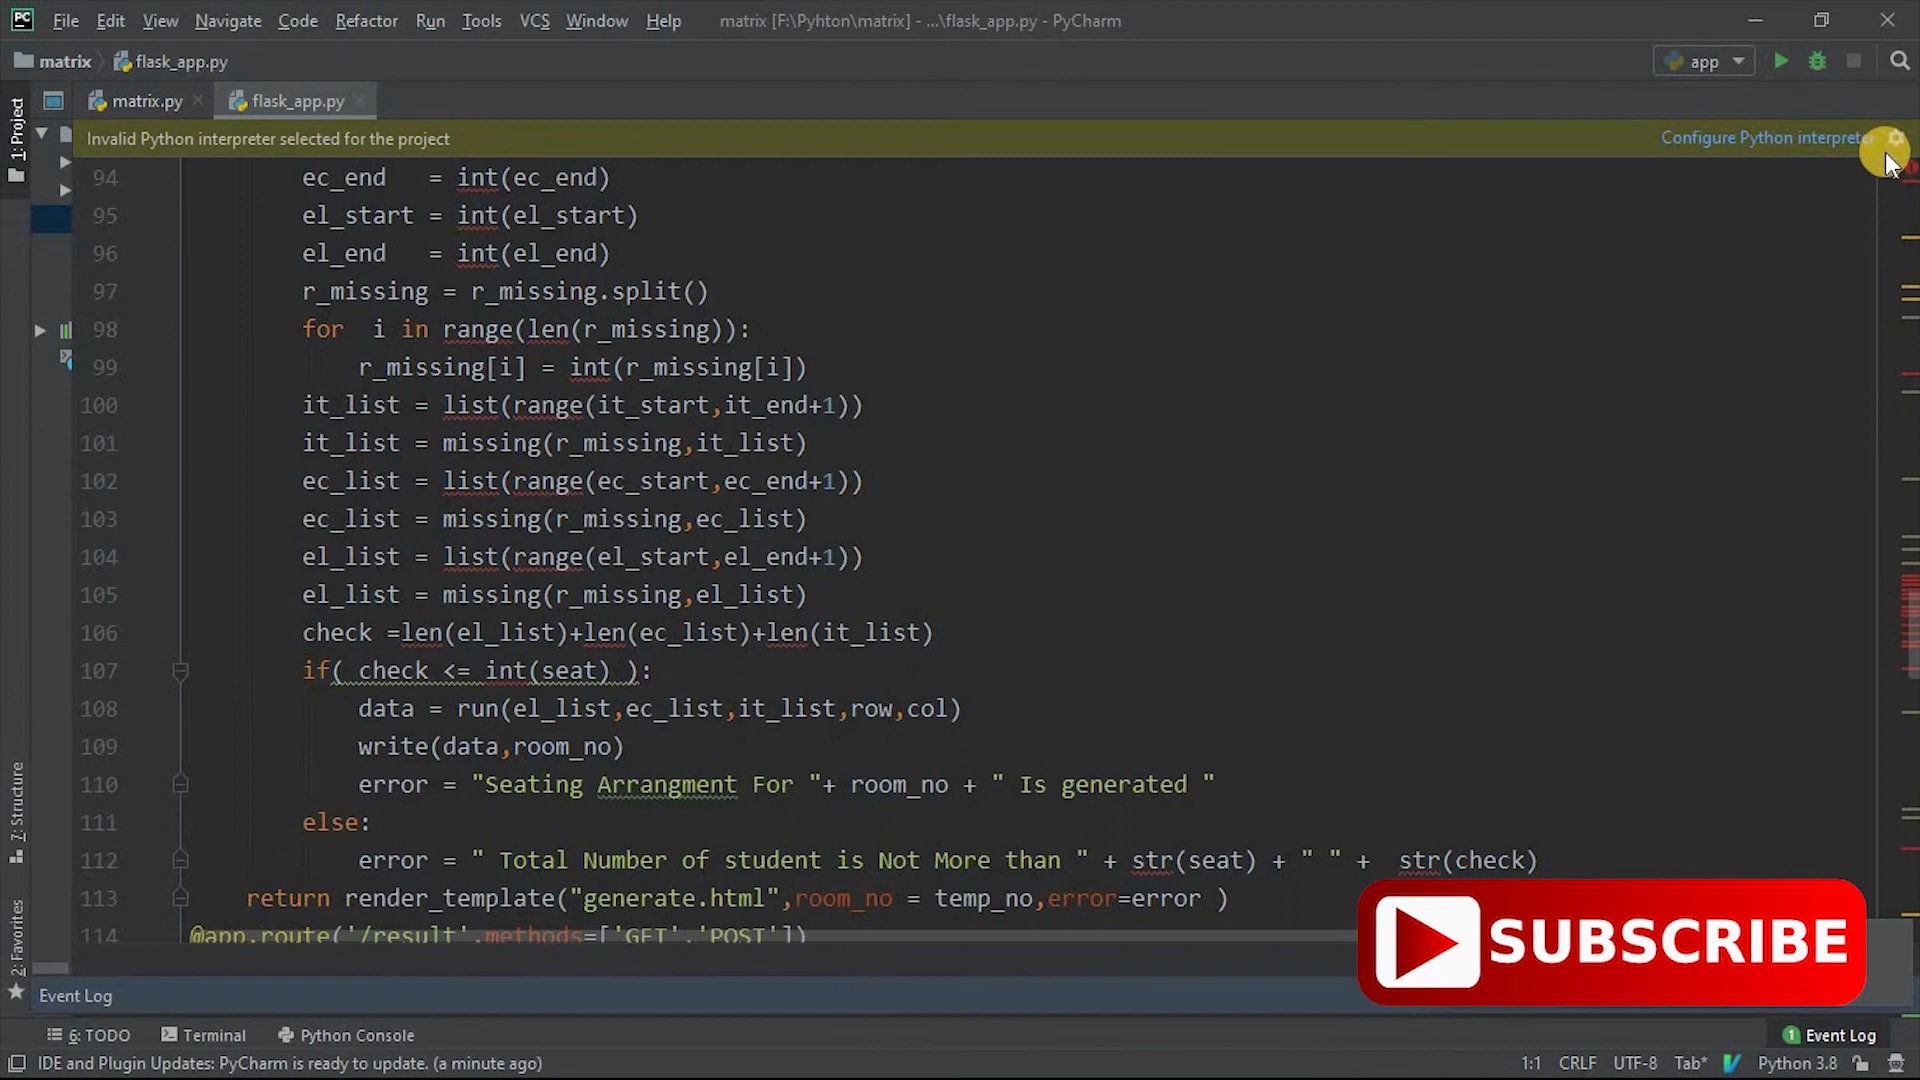 PC File Edit View Navigate Code Refactor Run Tools VCS Window Help matrix [F:\Pyhton\matrix] - ...\flask_app.py - PyCharm
matrix flask_app.py app
1: Project matrix.py flask_app.py
Invalid Python interpreter selected for the project Configure Python interpreter
94 ec_end = int(ec_end)
95 el_start = int(el_start)
96 el_end = int(el_end)
97 r_missing = r_missing.split()
98 for i in range(len(r_missing)):
99 r_missing[i] = int(r_missing[i])
100 it_list = list(range(it_start,it_end+1))
101 it_list = missing(r_missing,it_list)
102 ec_list = list(range(ec_start,ec_end+1))
103 ec_list = missing(r_missing,ec_list)
104 el_list = list(range(el_start,el_end+1))
105 el_list = missing(r_missing,el_list)
106 check =len(el_list)+len(ec_list)+len(it_list)
107 if( check <= int(seat) ):
108 data = run(el_list,ec_list,it_list,row,col)
109 write(data,room_no)
110 error = "Seating Arrangment For "+ room_no + " Is generated "
111 else:
112 error = " Total Number of student is Not More than " + str(seat) + " " + str(check)
113 return render_template("generate.html",room_no = temp_no,error=error )
114 @app.route('/result',methods=['GET','POST'])
7: Structure
2: Favorites
SUBSCRIBE
Event Log
6: TODO Terminal Python Console 1 Event Log
IDE and Plugin Updates: PyCharm is ready to update. (a minute ago) 1:1 CRLF UTF-8 Tab* Python 3.8